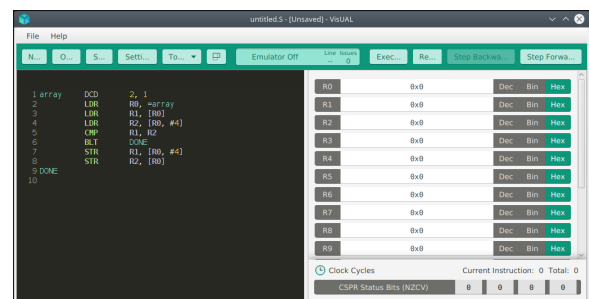 untitled.S - [Unsaved] - VisUAL
File Help
N... O... S... Setti... To... Emulator Off Line Issues -- 0 Exec... Re... Step Backwa... Step Forwa...
1 array DCD 2, 1
2 LDR R0, =array
3 LDR R1, [R0]
4 LDR R2, [R0, #4]
5 CMP R1, R2
6 BLT DONE
7 STR R1, [R0, #4]
8 STR R2, [R0]
9 DONE
10
R0 0x0 Dec Bin Hex
R1 0x0 Dec Bin Hex
R2 0x0 Dec Bin Hex
R3 0x0 Dec Bin Hex
R4 0x0 Dec Bin Hex
R5 0x0 Dec Bin Hex
R6 0x0 Dec Bin Hex
R7 0x0 Dec Bin Hex
R8 0x0 Dec Bin Hex
R9 0x0 Dec Bin Hex
Clock Cycles Current Instruction: 0 Total: 0
CSPR Status Bits (NZCV) 0 0 0 0